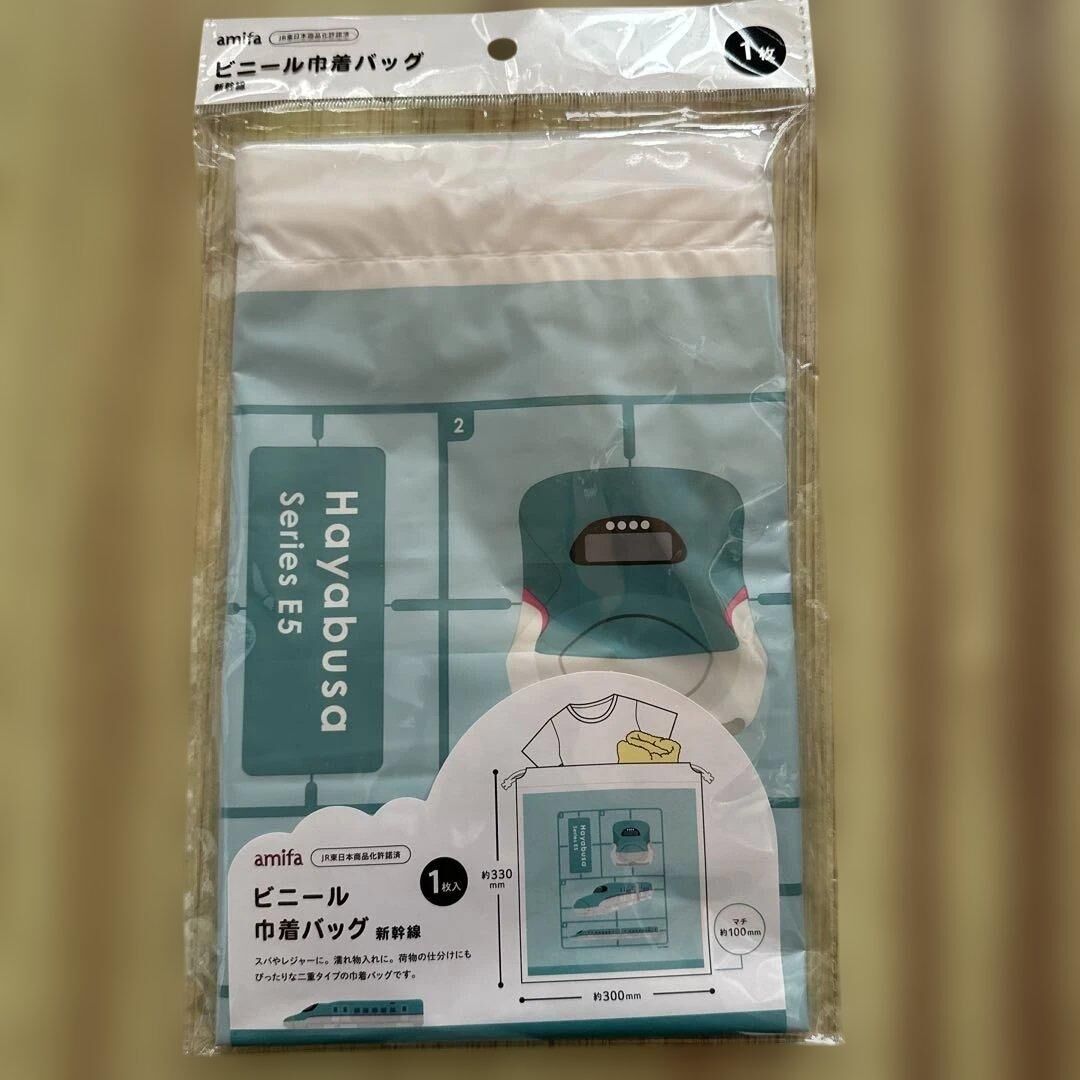 amifa
JR東日本商品化許諾済
ビニール巾着バッグ
新幹線
1枚
2
Hayabusa
Series E5
amifa
JR東日本商品化許諾済
ビニール
巾着バッグ 新幹線
1枚入
スパやレジャーに。濡れ物入れに。荷物の仕分けにも
ぴったりな二重タイプの巾着バッグです。
約330
mm
Hayabusa
Series E5
マチ
約100mm
約300mm